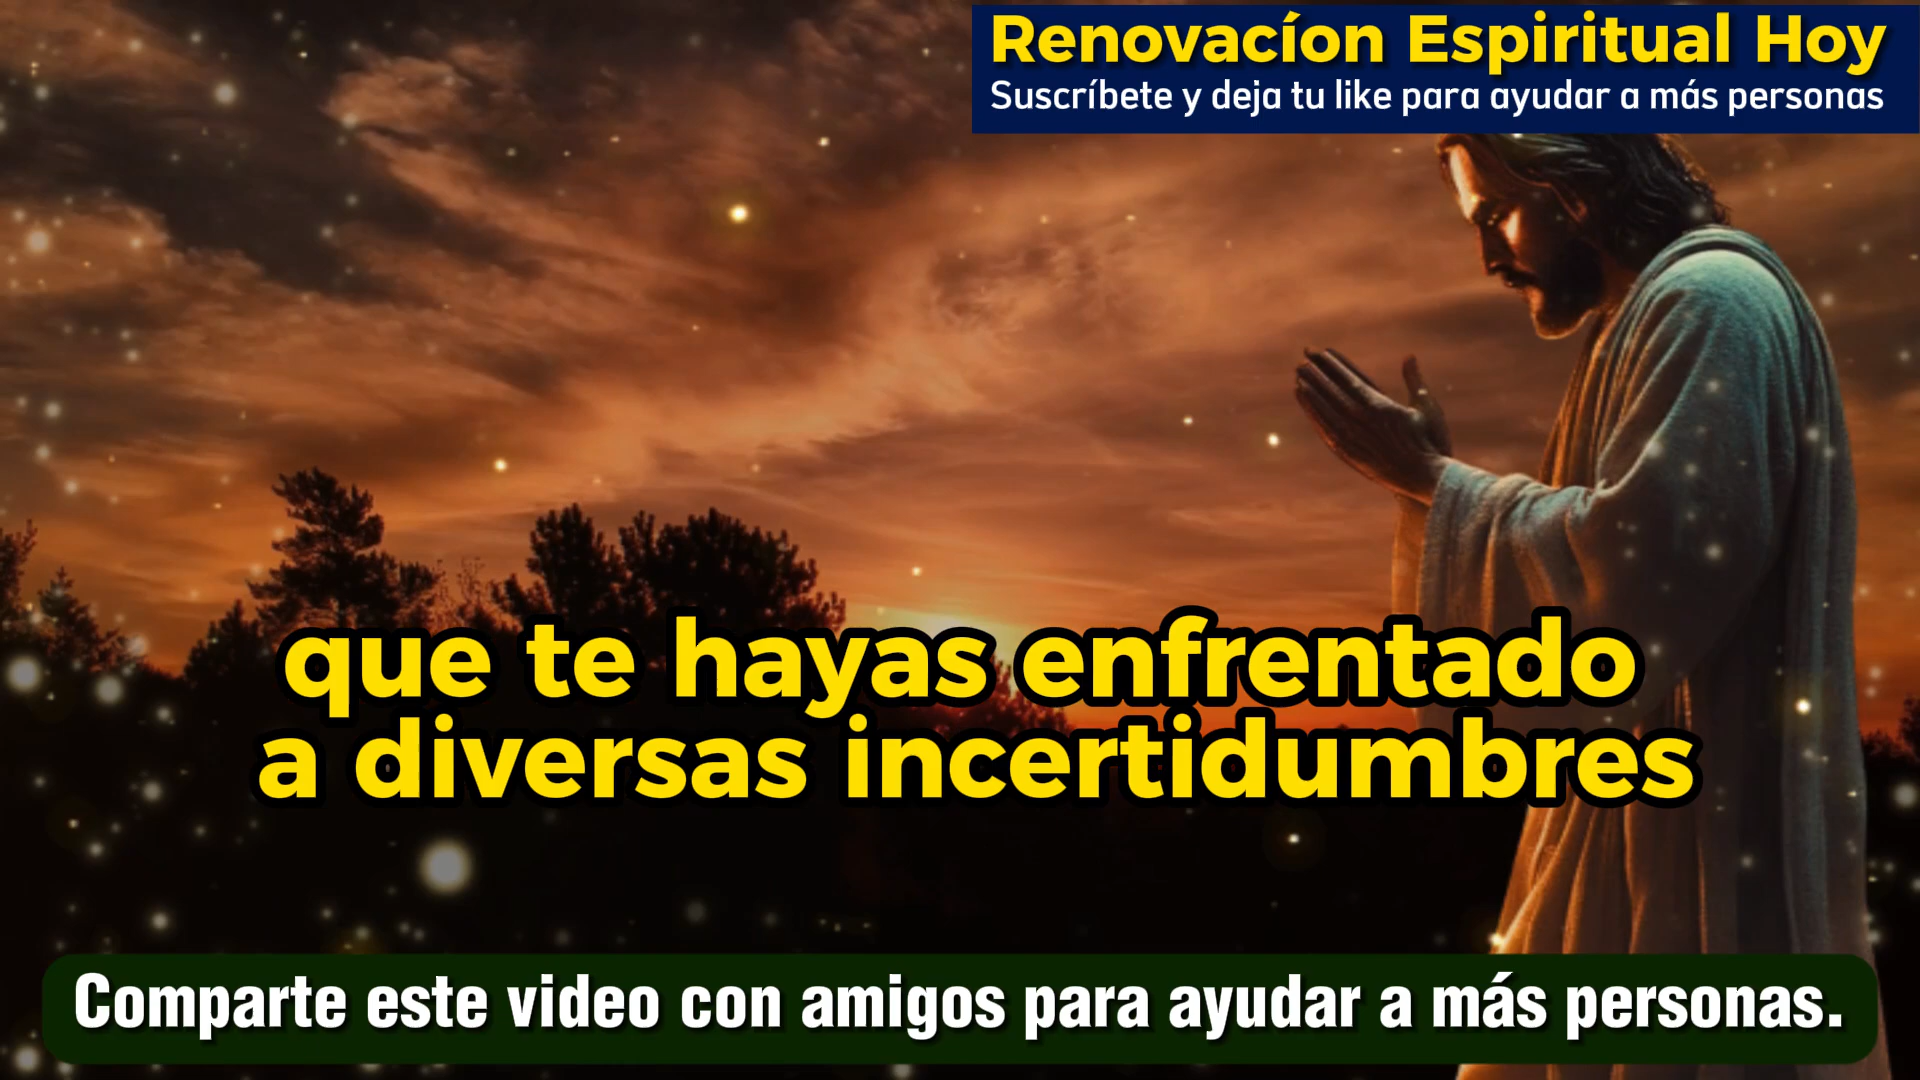 Renovacíon Espiritual Hoy
Suscríbete y deja tu like para ayudar a más personas
que te hayas enfrentado
a diversas incertidumbres
Comparte este video con amigos para ayudar a más personas.